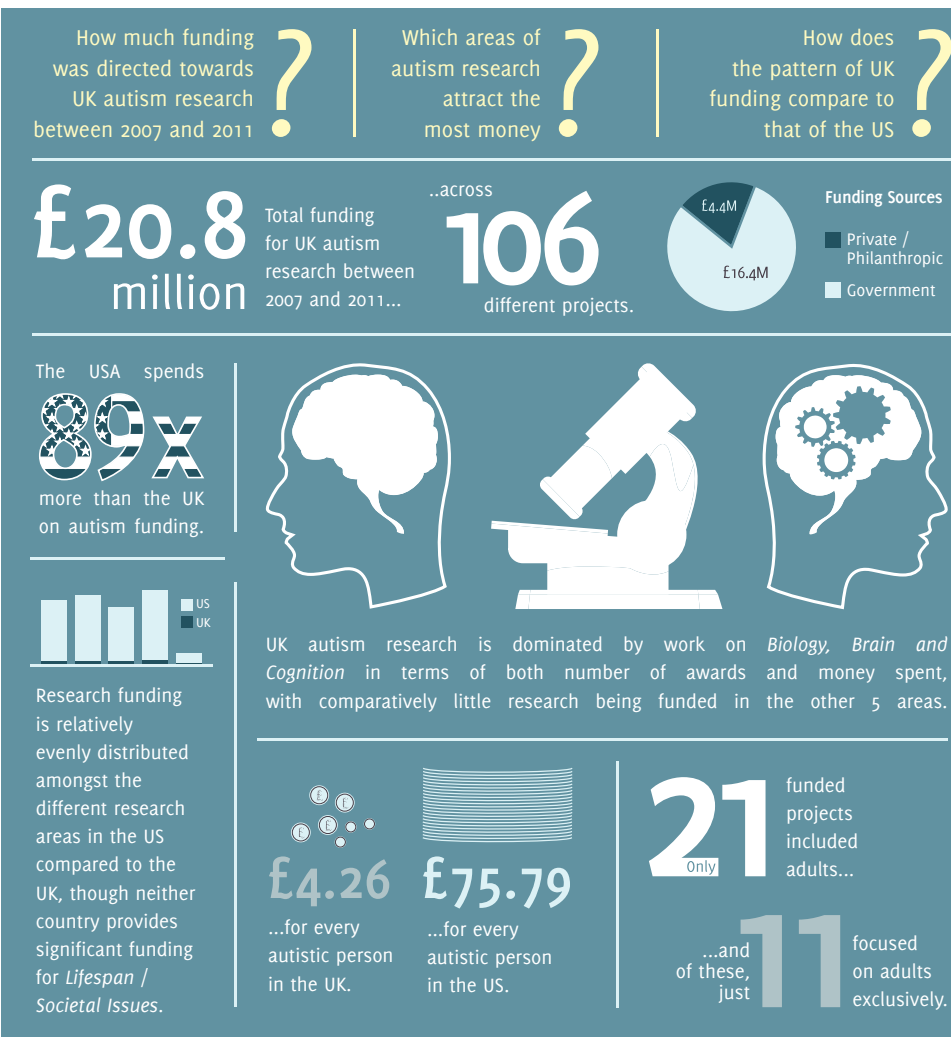 How much funding
was directed towards
UK autism research
between 2007 and 2011
?
Which areas of
autism research
attract the
most money
?
How does
the pattern of UK
funding compare to
that of the US
?
£20.8
million
Total funding
for UK autism
research between
2007 and 2011...
..across
106
different projects.
£4.4M
£16.4M
Funding Sources
Private /
Philanthropic
Government
The USA spends
89x
more than the UK
on autism funding.
US
UK
Research funding
is relatively
evenly distributed
amongst the
different research
areas in the US
compared to the
UK, though neither
country provides
significant funding
for Lifespan /
Societal Issues.
UK autism research is dominated by work on Biology, Brain and
Cognition in terms of both number of awards and money spent,
with comparatively little research being funded in the other 5 areas.
£
£
£
£
£4.26
...for every
autistic person
in the UK.
£75.79
...for every
autistic person
in the US.
21
Only
funded
projects
included
adults...
...and
of these,
just
11
focused
on adults
exclusively.